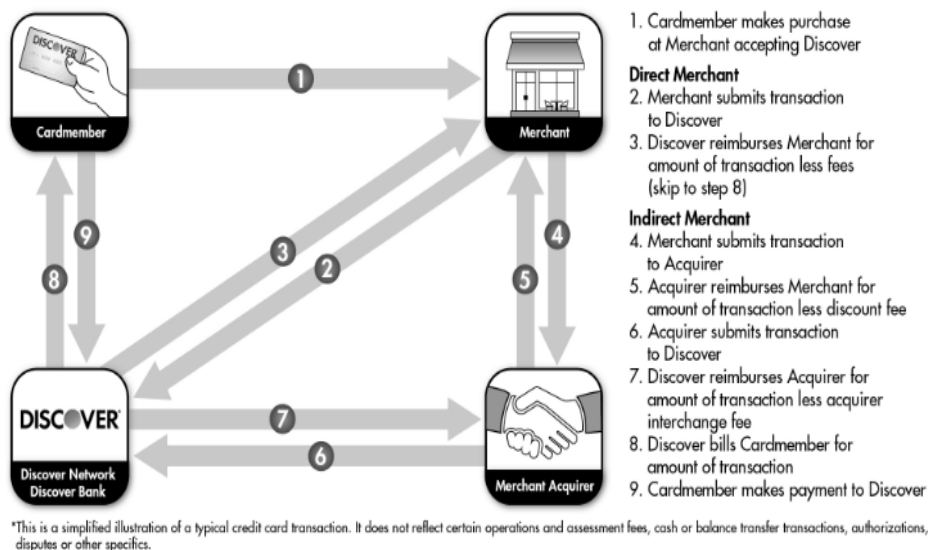 DISCOVER
Cardmember
Merchant
1
2
3
4
5
6
7
8
9
DISCOVER
Discover Network
Discover Bank
Merchant Acquirer
1. Cardmember makes purchase
at Merchant accepting Discover
Direct Merchant
2. Merchant submits transaction
to Discover
3. Discover reimburses Merchant for
amount of transaction less fees
(skip to step 8)
Indirect Merchant
4. Merchant submits transaction
to Acquirer
5. Acquirer reimburses Merchant for
amount of transaction less discount fee
6. Acquirer submits transaction
to Discover
7. Discover reimburses Acquirer for
amount of transaction less acquirer
interchange fee
8. Discover bills Cardmember for
amount of transaction
9. Cardmember makes payment to Discover
*This is a simplified illustration of a typical credit card transaction. It does not reflect certain operations and assessment fees, cash or balance transfer transactions, authorizations,
disputes or other specifics.